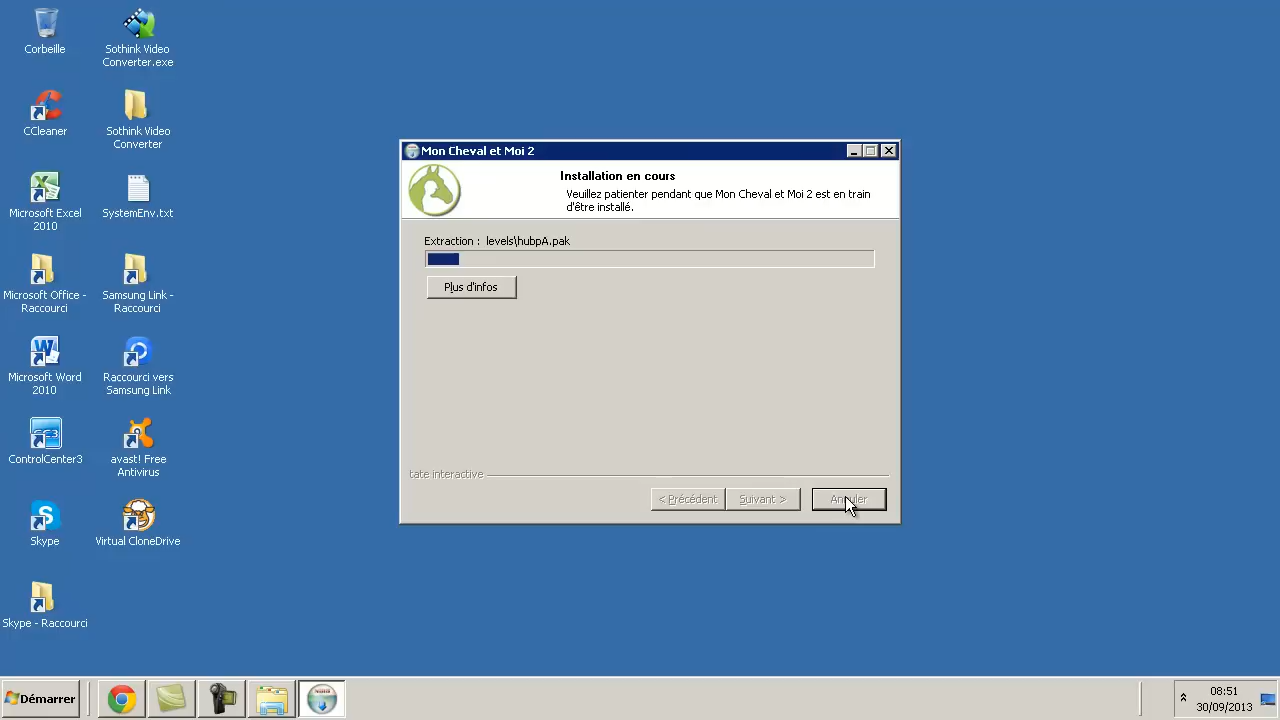 Corbeille
Sothink Video
Converter.exe
CCleaner
Sothink Video
Converter
Microsoft Excel
2010
SystemEnv.txt
Microsoft Office -
Raccourci
Samsung Link -
Raccourci
Microsoft Word
2010
Raccourci vers
Samsung Link
ControlCenter3
avast! Free
Antivirus
Skype
Virtual CloneDrive
Skype - Raccourci
Mon Cheval et Moi 2
Installation en cours
Veuillez patienter pendant que Mon Cheval et Moi 2 est en train
d'être installé.
Extraction : levels\hubpA.pak
Plus d'infos
tate interactive
< Précédent
Suivant >
Annuler
Démarrer
08:51
30/09/2013